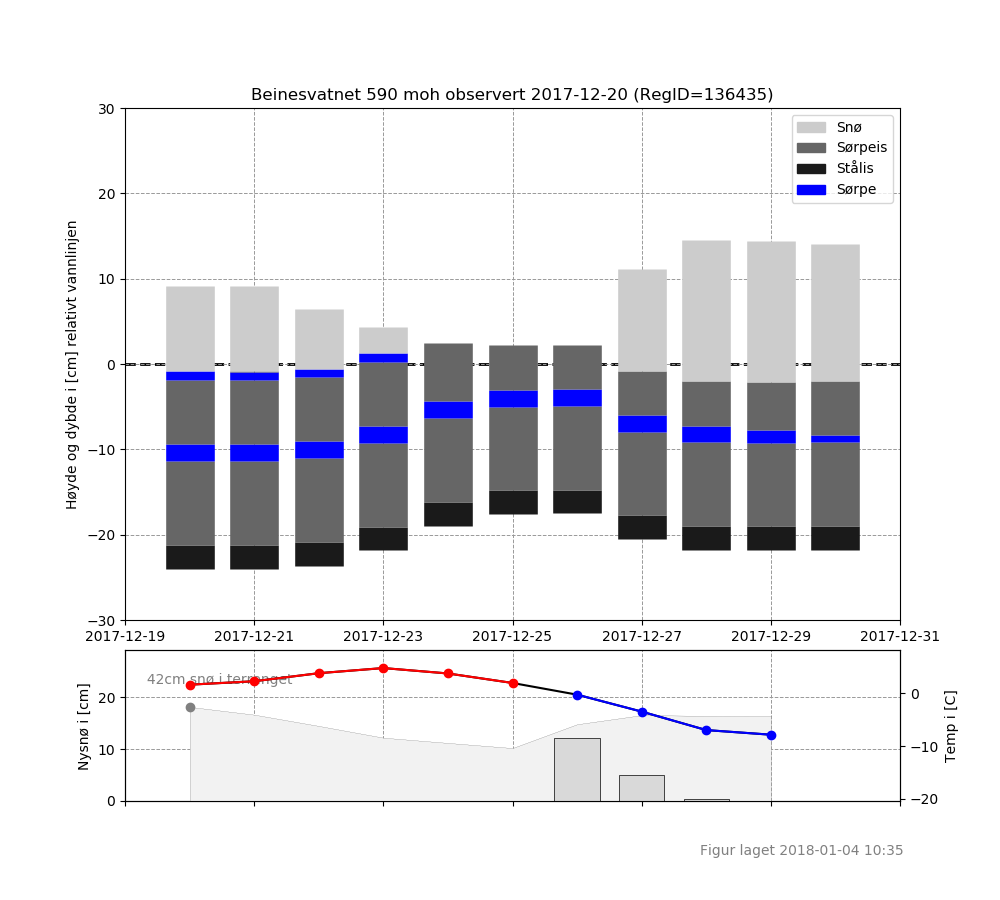 Beinesvatnet 590 moh observert 2017-12-20 (RegID=136435)
30
20
10
0
−10
−20
−30
Høyde og dybde i [cm] relativt vannlinjen
Snø
Sørpeis
Stålis
Sørpe
2017-12-19 2017-12-21 2017-12-23 2017-12-25 2017-12-27 2017-12-29 2017-12-31
42cm snø i terrenget
20
10
0
Nysnø i [cm]
0
−10
−20
Temp i [C]
Figur laget 2018-01-04 10:35